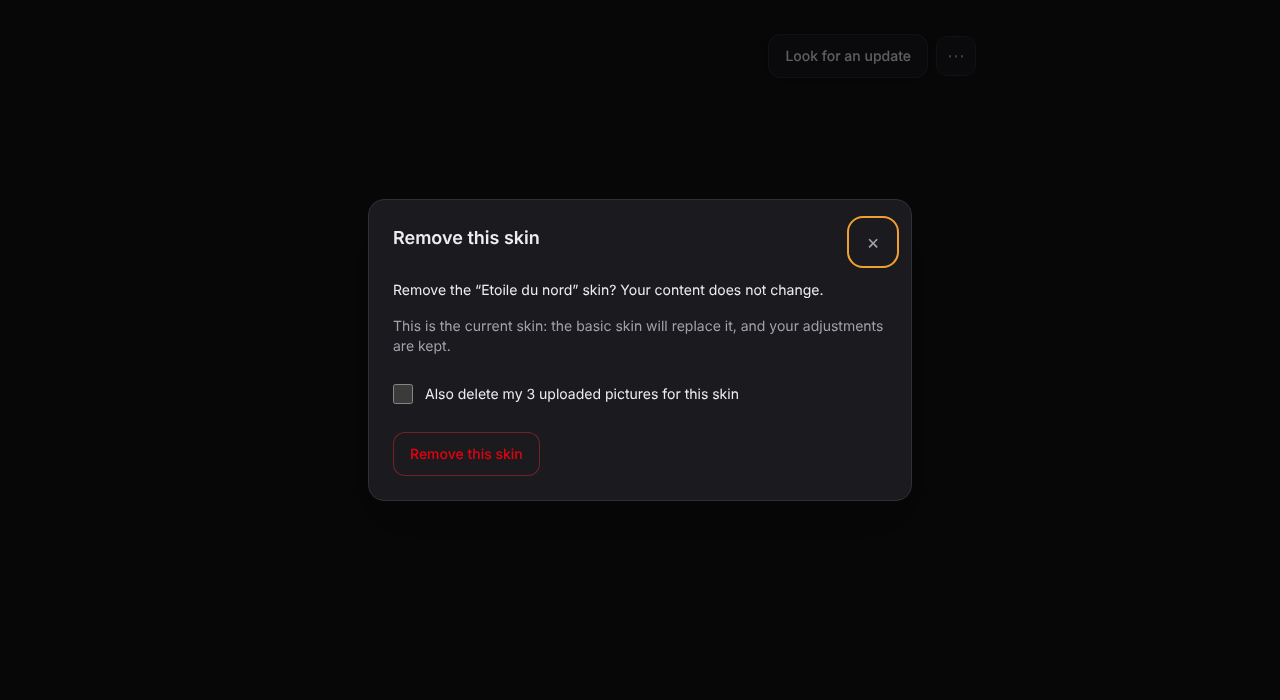 Look for an update
···
Remove this skin
×
Remove the “Etoile du nord” skin? Your content does not change.
This is the current skin: the basic skin will replace it, and your adjustments
are kept.
Also delete my 3 uploaded pictures for this skin
Remove this skin